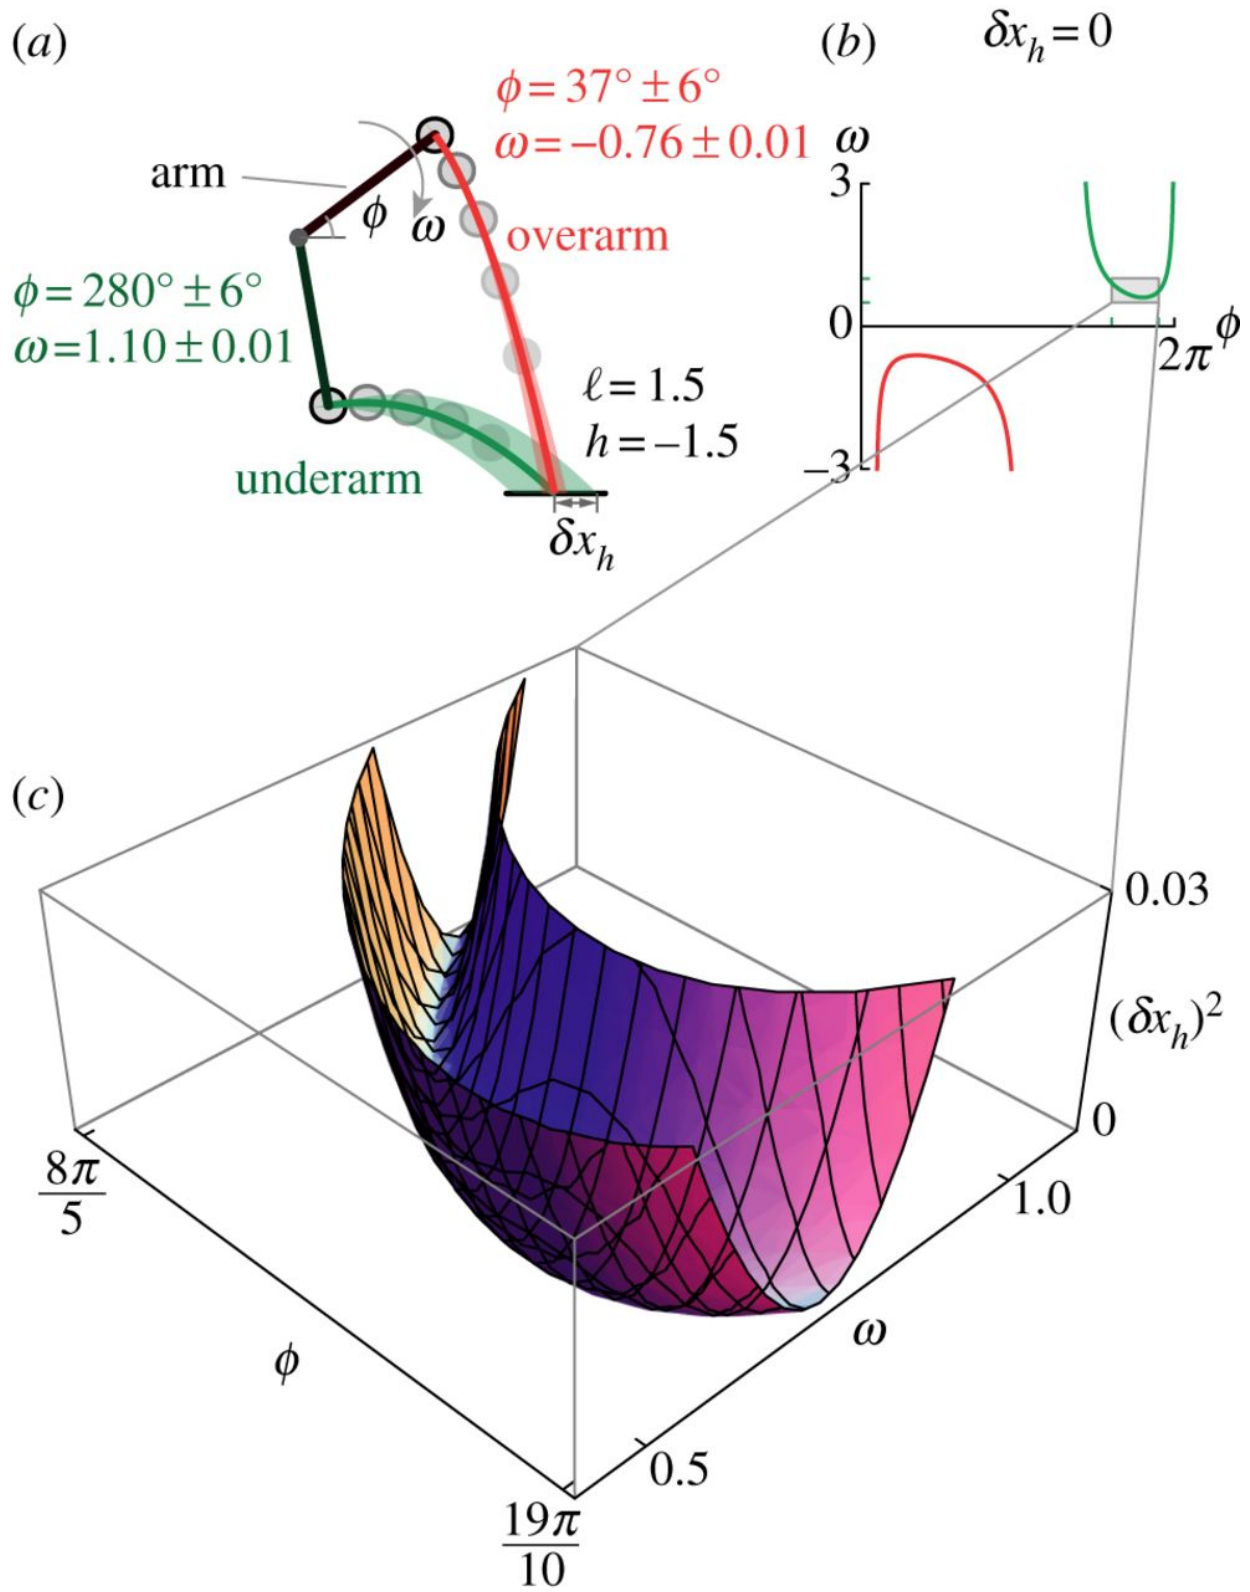 (a)
ϕ = 37° ± 6°
ω = −0.76 ± 0.01
arm
ϕ
ω
overarm
ϕ = 280° ± 6°
ω=1.10 ± 0.01
ℓ = 1.5
h = −1.5
underarm
δx_h
(b)
δx_h = 0
ω
3
0
2π
ϕ
−3
(c)
0.03
(δx_h)²
0
1.0
ω
0.5
8π/5
ϕ
19π/10